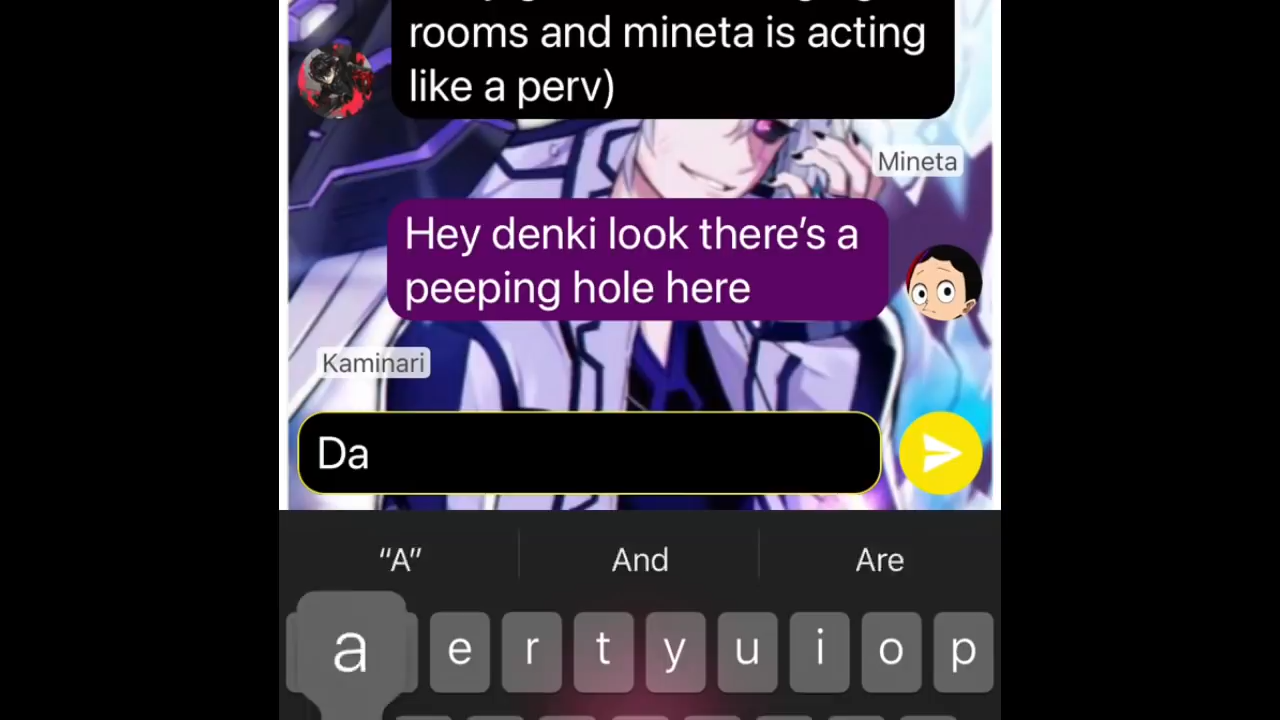 rooms and mineta is acting
like a perv)
Mineta
Hey denki look there's a
peeping hole here
Kaminari
Da
“A” And Are
a e r t y u i o p